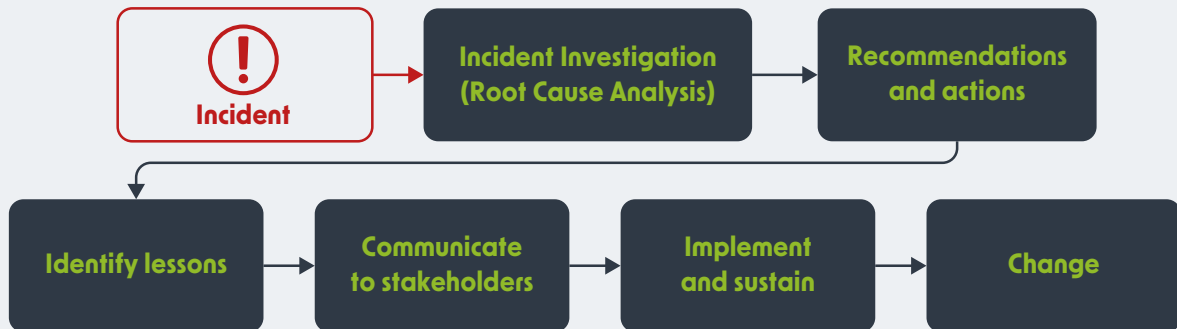 Incident
Incident Investigation
(Root Cause Analysis)
Recommendations
and actions
Identify lessons
Communicate
to stakeholders
Implement
and sustain
Change